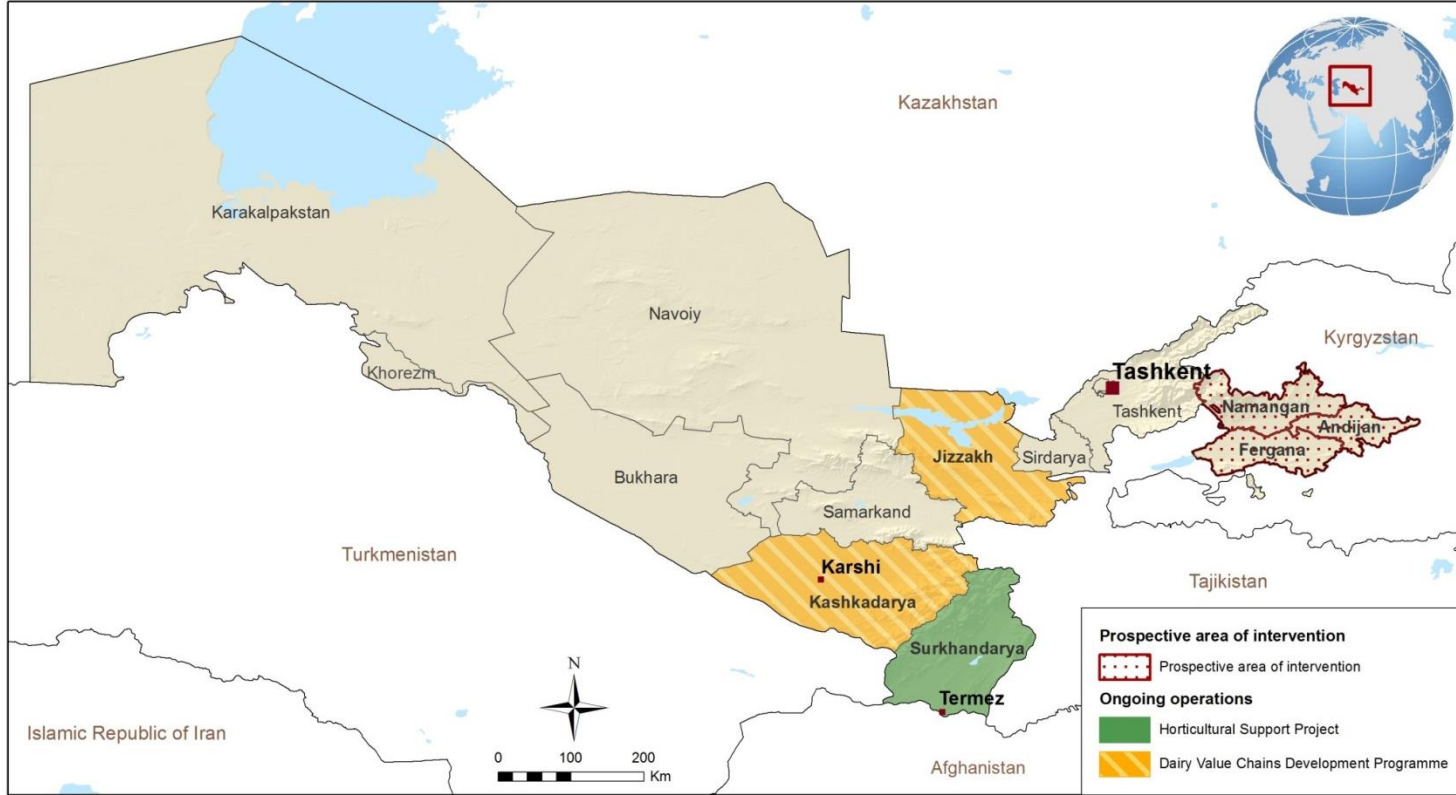 Kazakhstan
Karakalpakstan
Navoiy
Kyrgyzstan
Khorezm
Tashkent
Tashkent
Namangan
Andijan
Fergana
Jizzakh
Sirdarya
Bukhara
Samarkand
Turkmenistan
Karshi
Kashkadarya
Tajikistan
Surkhandarya
Termez
Islamic Republic of Iran
Afghanistan
N
0 50 100 200
Km
Prospective area of intervention
Prospective area of intervention
Ongoing operations
Horticultural Support Project
Dairy Value Chains Development Programme